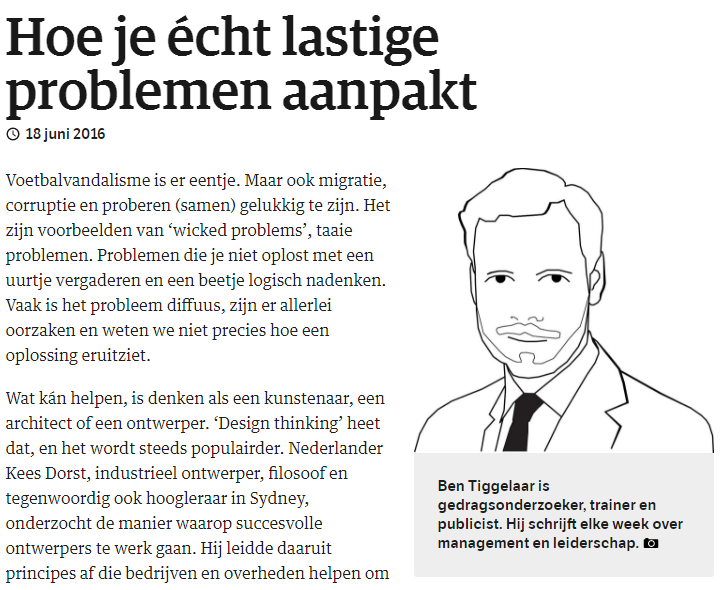 Hoe je écht lastige
problemen aanpakt
18 juni 2016
Voetbalvandalisme is er eentje. Maar ook migratie,
corruptie en proberen (samen) gelukkig te zijn. Het
zijn voorbeelden van ‘wicked problems’, taaie
problemen. Problemen die je niet oplost met een
uurtje vergaderen en een beetje logisch nadenken.
Vaak is het probleem diffuus, zijn er allerlei
oorzaken en weten we niet precies hoe een
oplossing eruitziet.
Wat kán helpen, is denken als een kunstenaar, een
architect of een ontwerper. ‘Design thinking’ heet
dat, en het wordt steeds populairder. Nederlander
Kees Dorst, industrieel ontwerper, filosoof en
tegenwoordig ook hoogleraar in Sydney,
onderzocht de manier waarop succesvolle
ontwerpers te werk gaan. Hij leidde daaruit
principes af die bedrijven en overheden helpen om
Ben Tiggelaar is
gedragsonderzoeker, trainer en
publicist. Hij schrijft elke week over
management en leiderschap.